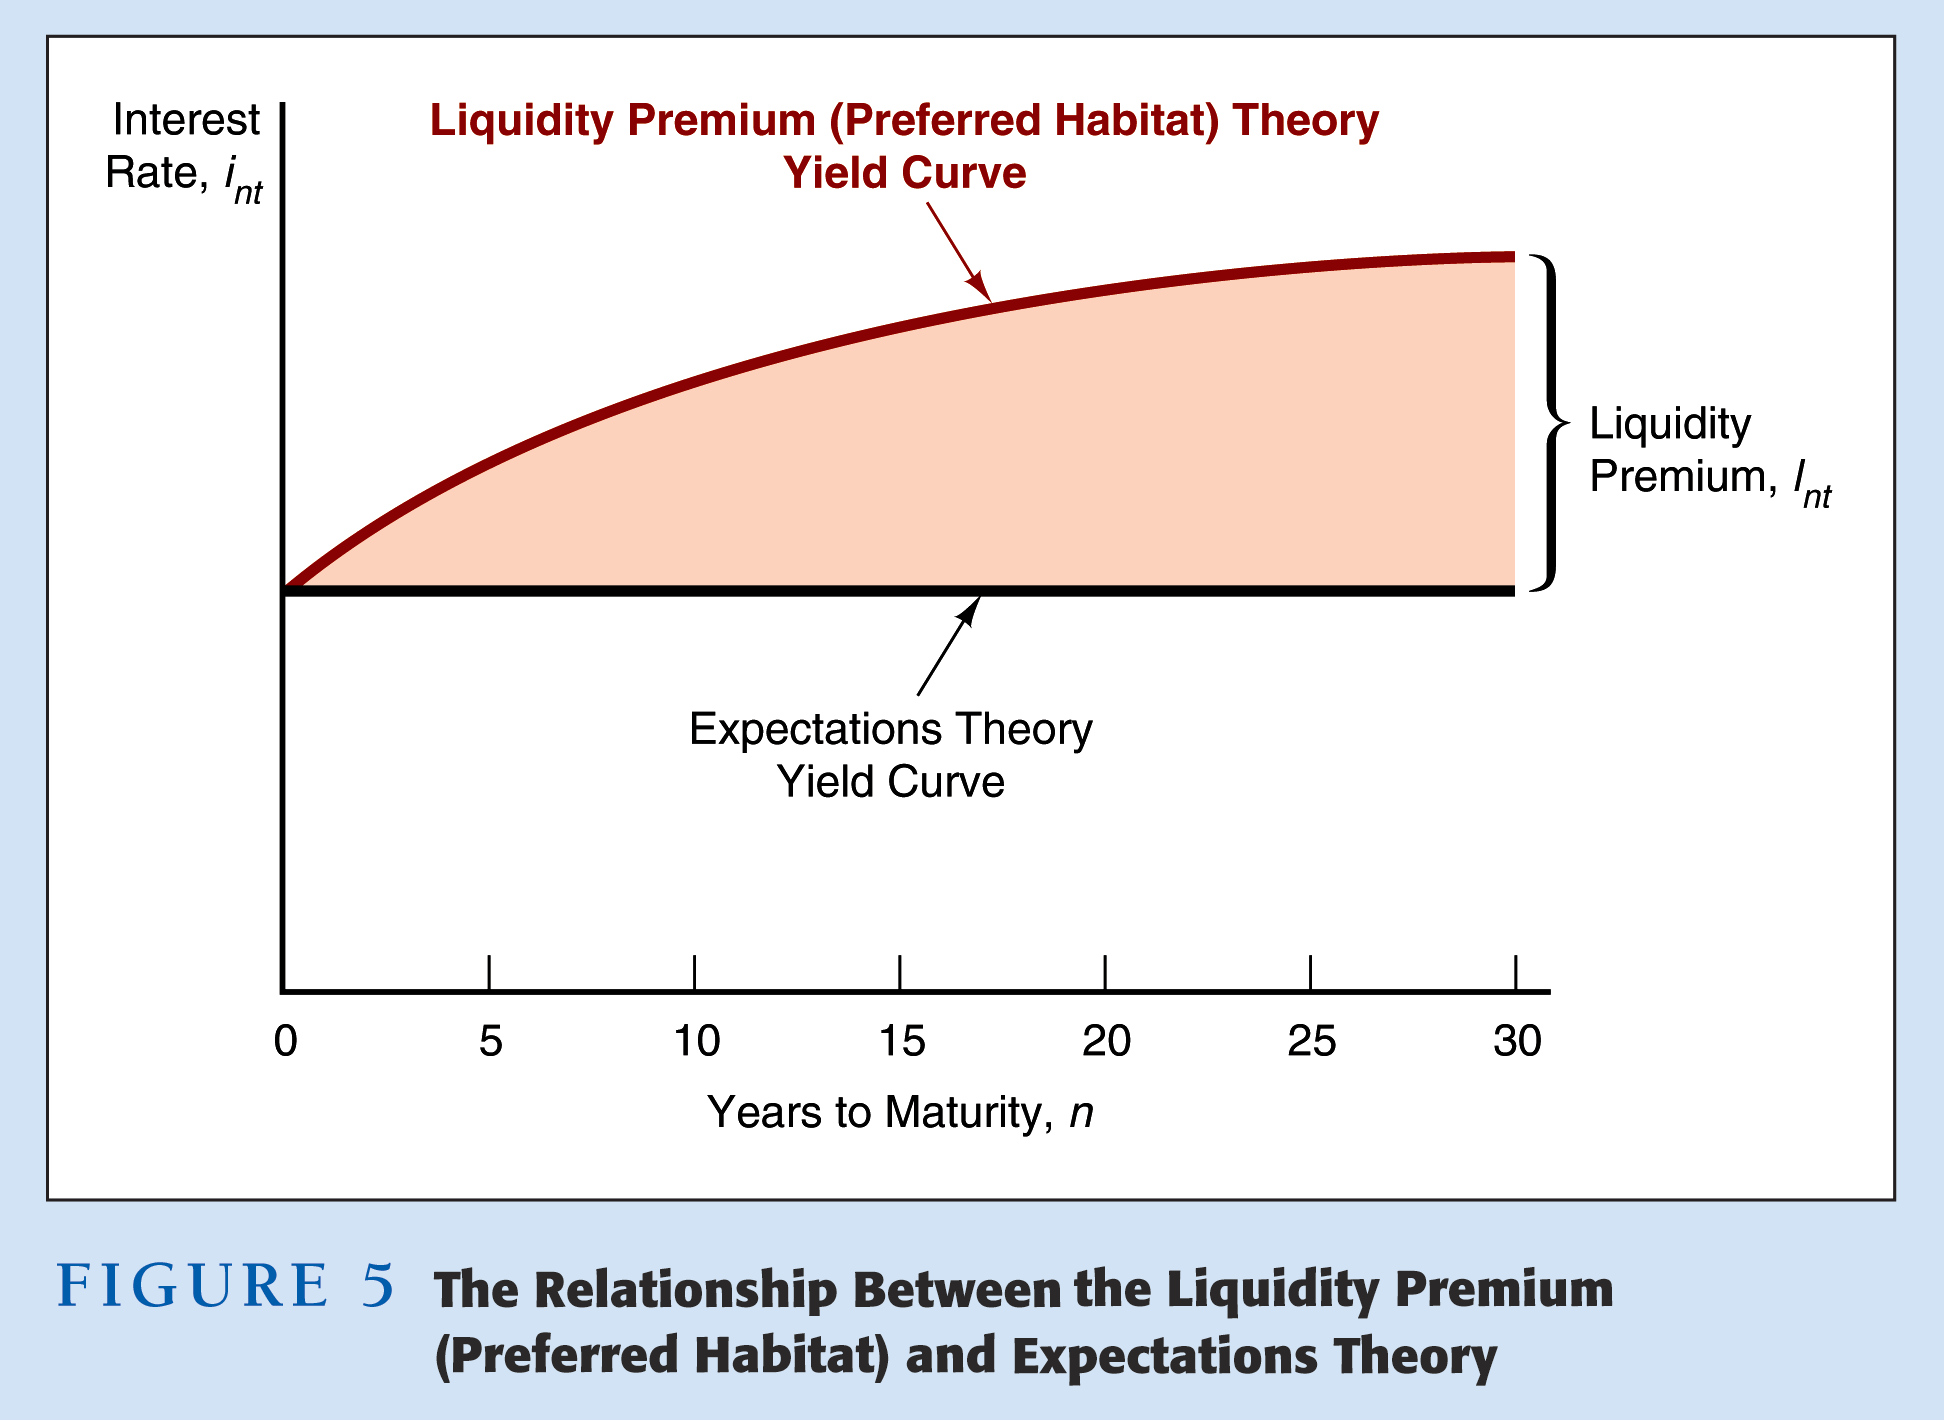 Interest
Rate, int
Liquidity Premium (Preferred Habitat) Theory
Yield Curve
Liquidity
Premium, lnt
Expectations Theory
Yield Curve
0 5 10 15 20 25 30
Years to Maturity, n
FIGURE 5 The Relationship Between the Liquidity Premium
(Preferred Habitat) and Expectations Theory